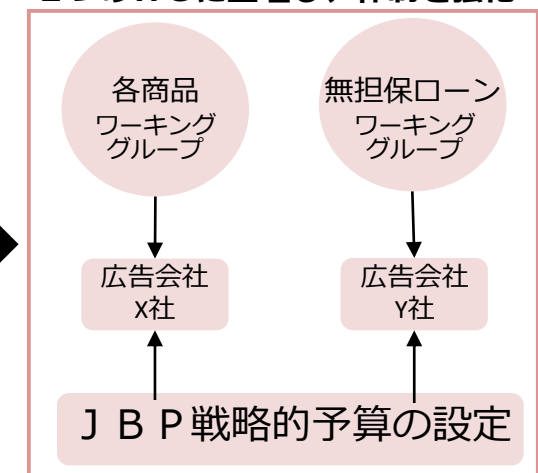 各商品
ワーキング
グループ
無担保ローン
ワーキング
グループ
広告会社
X社
広告会社
Y社
ＪＢＰ戦略的予算の設定